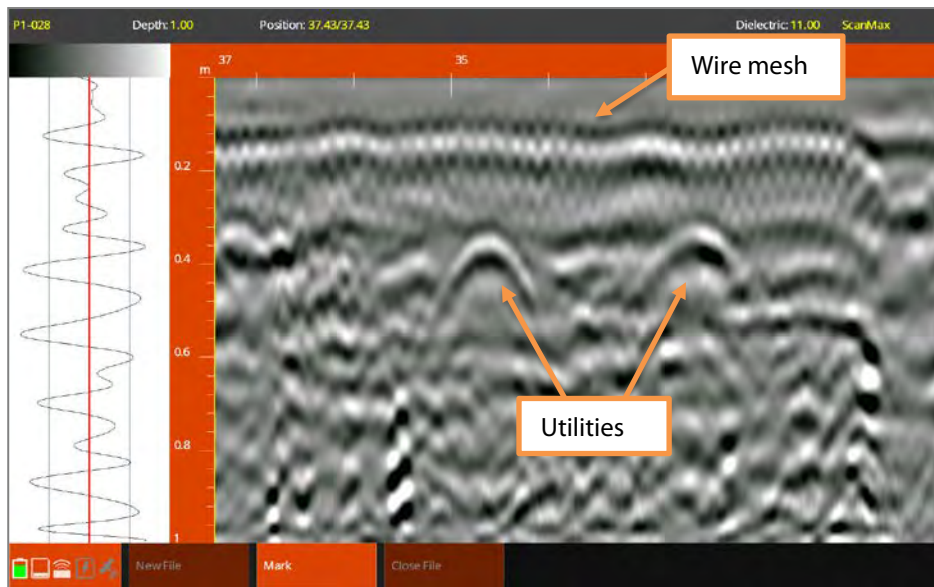 P1-028 Depth: 1.00 Position: 37.43/37.43 Dielectric: 11.00 ScanMax
m 37 35
Wire mesh
0.2
0.4
0.6
Utilities
0.8
1
New File Mark Close File